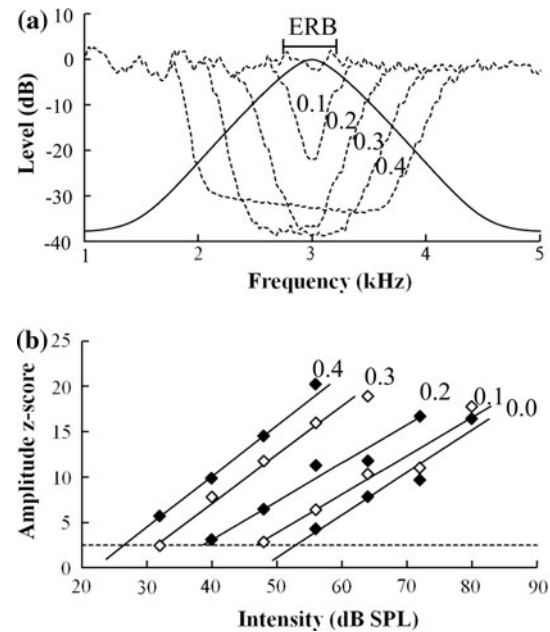 (a)
ERB
0
-10
-20
-30
-40
Level (dB)
0.1
0.2
0.3
0.4
1 2 3 4 5
Frequency (kHz)
(b)
25
20
15
10
5
0
Amplitude z-score
0.4
0.3
0.2
0.1
0.0
20 30 40 50 60 70 80 90
Intensity (dB SPL)